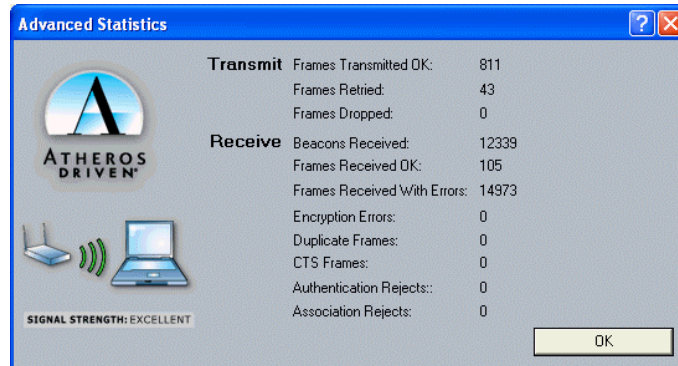 Advanced Statistics
ATHEROS
DRIVEN®
Transmit Frames Transmitted OK: 811
Frames Retried: 43
Frames Dropped: 0
Receive Beacons Received: 12339
Frames Received OK: 105
Frames Received With Errors: 14973
Encryption Errors: 0
Duplicate Frames: 0
CTS Frames: 0
Authentication Rejects:: 0
Association Rejects: 0
SIGNAL STRENGTH: EXCELLENT
OK